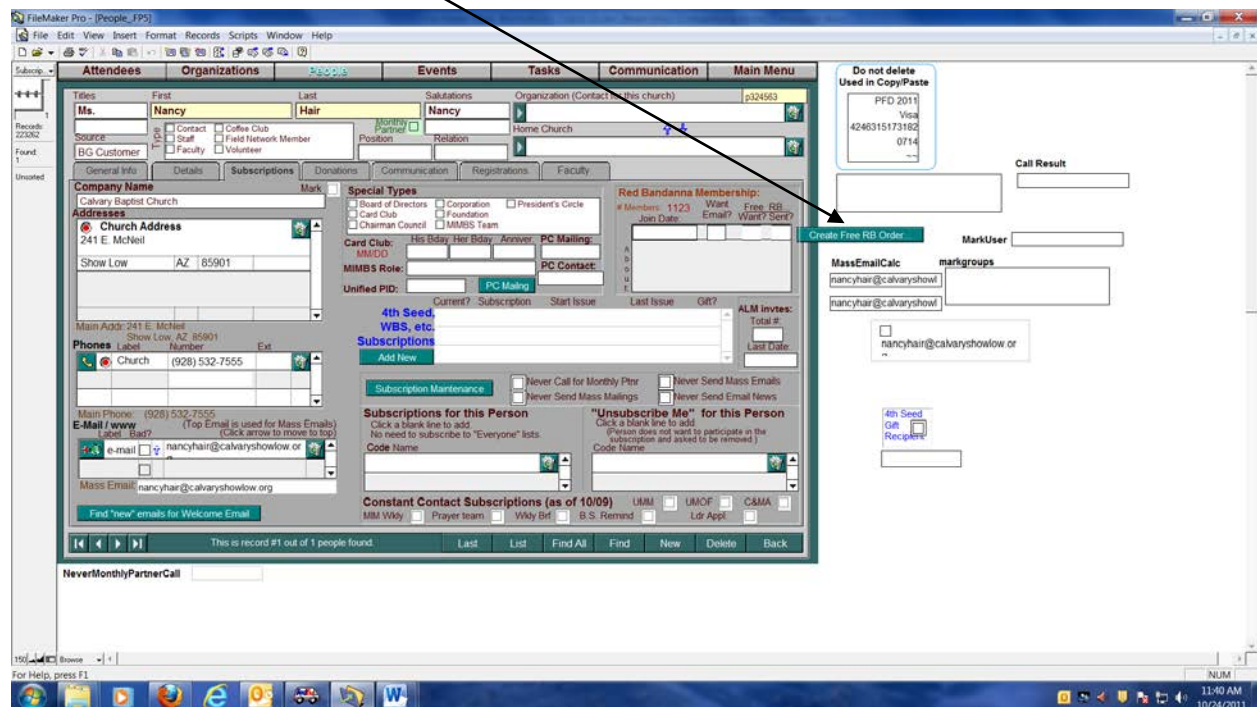 FileMaker Pro - [People_FP5]
File Edit View Insert Format Records Scripts Window Help
Subscrip...
Attendees Organizations People Events Tasks Communication Main Menu
Titles First Last Salutations Organization (Contact for this church) p324563
Ms. Nancy Hair Nancy
Source Type Contact Coffee Club Monthly Partner Home Church
Staff Field Network Member Position Relation
BG Customer Faculty Volunteer
General Info Details Subscriptions Donations Communication Registrations Faculty
Company Name Mark
Calvary Baptist Church
Addresses
Church Address
241 E. McNeil
Show Low AZ 85901
Main Addr: 241 E. McNeil
Show Low, AZ 85901
Phones Label Number Ext
Church (928) 532-7555
Main Phone: (928) 532-7555
E-Mail / www (Top Email is used for Mass Emails)
Label Bad? (Click arrow to move to top)
e-mail nancyhair@calvaryshowlow.or
Mass Email: nancyhair@calvaryshowlow.org
Find "new" emails for Welcome Email
Special Types
Board of Directors Corporation President's Circle
Card Club Foundation
Chairman Council MIMBS Team
Card Club: His Bday Her Bday Anniver. PC Mailing:
MM/DD
MIMBS Role: PC Contact:
Unified PID: PC Mailing
Red Bandanna Membership:
# Members: 1123 Want Free RB
Join Date Email? Want? Sent?
Current? Subscription Start Issue Last Issue Gift?
4th Seed,
WBS, etc.
Subscriptions
Add New
ALM invtes:
Total #:
Last Date:
Subscription Maintenance
Never Call for Monthly Ptnr Never Send Mass Emails
Never Send Mass Mailings Never Send Email News
Subscriptions for this Person
Click a blank line to add.
No need to subscribe to "Everyone" lists.
Code Name
"Unsubscribe Me" for this Person
Click a blank line to add
(Person does not want to participate in the
subscription and asked to be removed.)
Code Name
Constant Contact Subscriptions (as of 10/09) UMM UMOF C&MA
MIM Wkly Prayer team Wkly Brf B.S. Remind Ldr Appl.
This is record #1 out of 1 people found.
Last List Find All Find New Delete Back
NeverMonthlyPartnerCall
Records:
223262
Found:
1
Unsorted
Do not delete
Used in Copy/Paste
PFD 2011
Visa
4246315173182
0714
~~
Call Result
Create Free RB Order...
MarkUser
MassEmailCalc markgroups
nancyhair@calvaryshowl
nancyhair@calvaryshowl
nancyhair@calvaryshowlow.or
4th Seed
Gift
Recipient
150 Browse
For Help, press F1
NUM
11:40 AM
10/24/2011